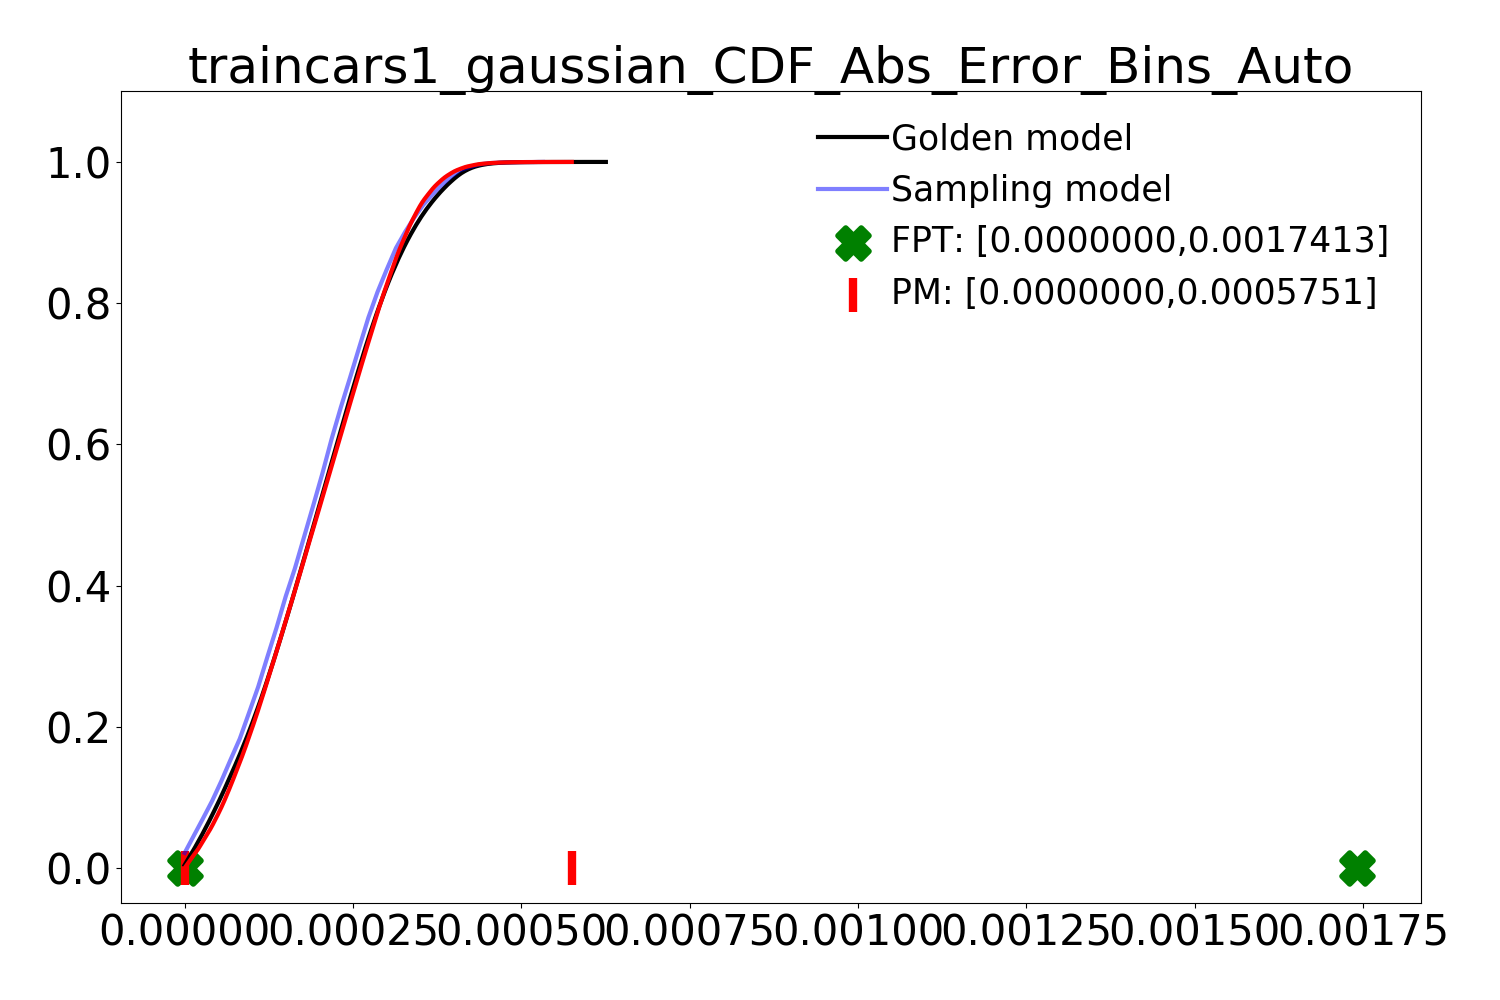 traincars1_gaussian_CDF_Abs_Error_Bins_Auto
Golden model
Sampling model
FPT: [0.0000000,0.0017413]
PM: [0.0000000,0.0005751]
1.0
0.8
0.6
0.4
0.2
0.0
0.00000 0.00025 0.00050 0.00075 0.00100 0.00125 0.00150 0.00175